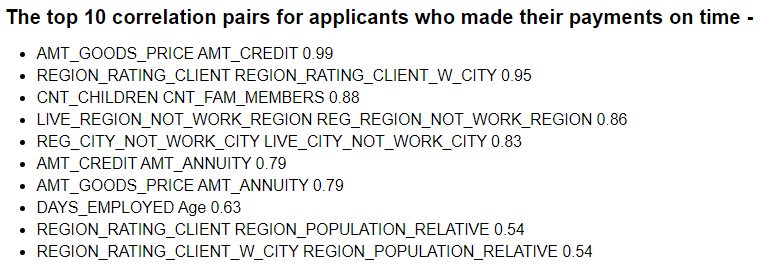 The top 10 correlation pairs for applicants who made their payments on time -
• AMT_GOODS_PRICE AMT_CREDIT 0.99
• REGION_RATING_CLIENT REGION_RATING_CLIENT_W_CITY 0.95
• CNT_CHILDREN CNT_FAM_MEMBERS 0.88
• LIVE_REGION_NOT_WORK_REGION REG_REGION_NOT_WORK_REGION 0.86
• REG_CITY_NOT_WORK_CITY LIVE_CITY_NOT_WORK_CITY 0.83
• AMT_CREDIT AMT_ANNUITY 0.79
• AMT_GOODS_PRICE AMT_ANNUITY 0.79
• DAYS_EMPLOYED Age 0.63
• REGION_RATING_CLIENT REGION_POPULATION_RELATIVE 0.54
• REGION_RATING_CLIENT_W_CITY REGION_POPULATION_RELATIVE 0.54